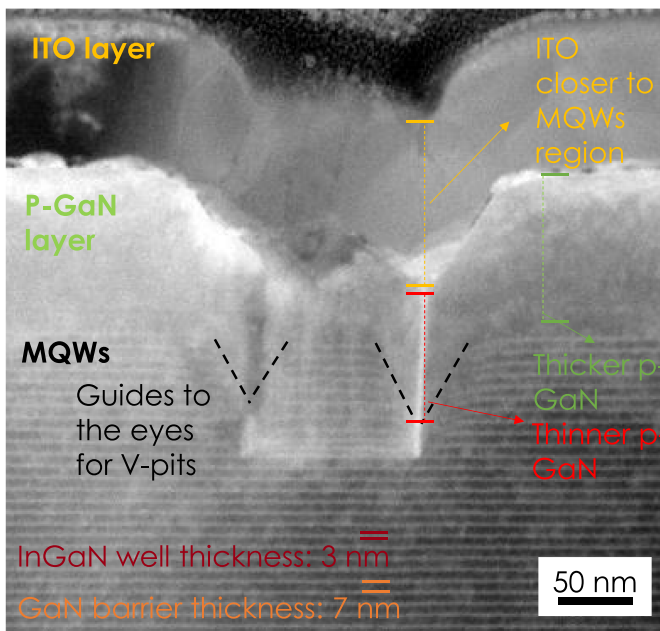 ITO layer
ITO
closer to
MQWs
region
P-GaN
layer
MQWs
Guides to
the eyes
for V-pits
Thicker p-
GaN
Thinner p-
GaN
InGaN well thickness: 3 nm
GaN barrier thickness: 7 nm
50 nm